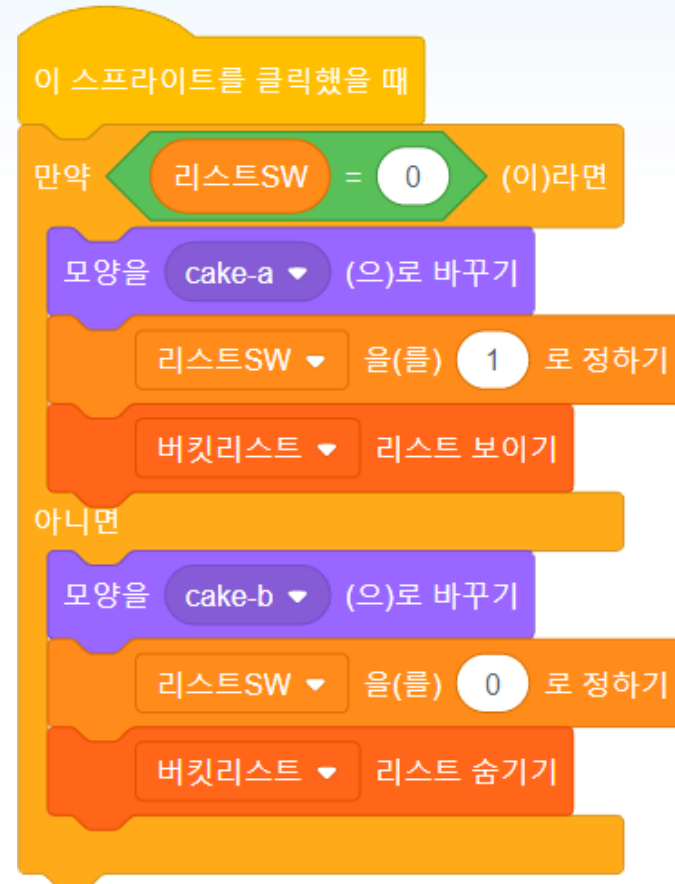 이 스프라이트를 클릭했을 때
만약 리스트SW = 0 (이)라면
모양을 cake-a (으)로 바꾸기
리스트SW 을(를) 1 로 정하기
버킷리스트 리스트 보이기
아니면
모양을 cake-b (으)로 바꾸기
리스트SW 을(를) 0 로 정하기
버킷리스트 리스트 숨기기